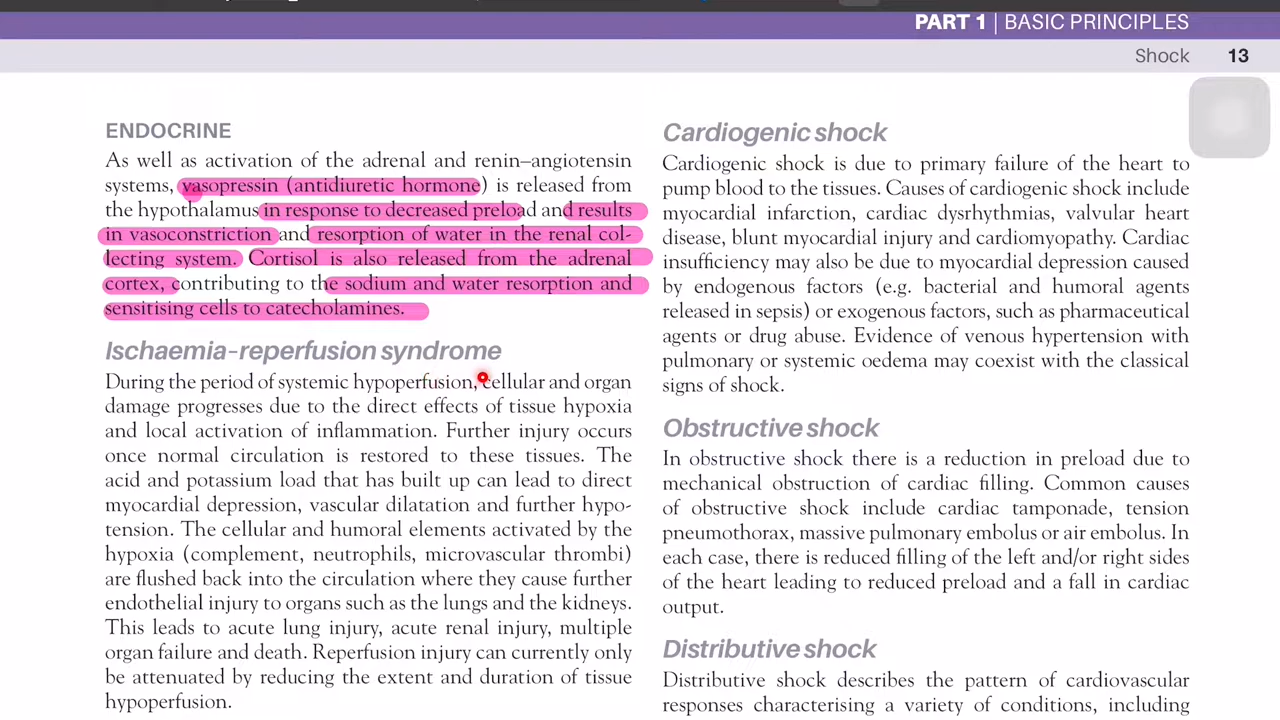 PART 1 | BASIC PRINCIPLES
Shock 13
ENDOCRINE
As well as activation of the adrenal and renin–angiotensin
systems, vasopressin (antidiuretic hormone) is released from
the hypothalamus in response to decreased preload and results
in vasoconstriction and resorption of water in the renal col-
lecting system. Cortisol is also released from the adrenal
cortex, contributing to the sodium and water resorption and
sensitising cells to catecholamines.
Ischaemia–reperfusion syndrome
During the period of systemic hypoperfusion, cellular and organ
damage progresses due to the direct effects of tissue hypoxia
and local activation of inflammation. Further injury occurs
once normal circulation is restored to these tissues. The
acid and potassium load that has built up can lead to direct
myocardial depression, vascular dilatation and further hypo-
tension. The cellular and humoral elements activated by the
hypoxia (complement, neutrophils, microvascular thrombi)
are flushed back into the circulation where they cause further
endothelial injury to organs such as the lungs and the kidneys.
This leads to acute lung injury, acute renal injury, multiple
organ failure and death. Reperfusion injury can currently only
be attenuated by reducing the extent and duration of tissue
hypoperfusion.
Cardiogenic shock
Cardiogenic shock is due to primary failure of the heart to
pump blood to the tissues. Causes of cardiogenic shock include
myocardial infarction, cardiac dysrhythmias, valvular heart
disease, blunt myocardial injury and cardiomyopathy. Cardiac
insufficiency may also be due to myocardial depression caused
by endogenous factors (e.g. bacterial and humoral agents
released in sepsis) or exogenous factors, such as pharmaceutical
agents or drug abuse. Evidence of venous hypertension with
pulmonary or systemic oedema may coexist with the classical
signs of shock.
Obstructive shock
In obstructive shock there is a reduction in preload due to
mechanical obstruction of cardiac filling. Common causes
of obstructive shock include cardiac tamponade, tension
pneumothorax, massive pulmonary embolus or air embolus. In
each case, there is reduced filling of the left and/or right sides
of the heart leading to reduced preload and a fall in cardiac
output.
Distributive shock
Distributive shock describes the pattern of cardiovascular
responses characterising a variety of conditions, including